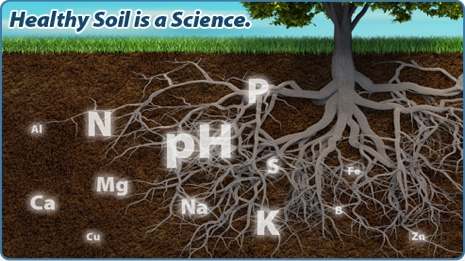 Healthy Soil is a Science.
P
Al
N
pH
S
Fe
Mg
Ca
Na
B
K
Cu
Zn